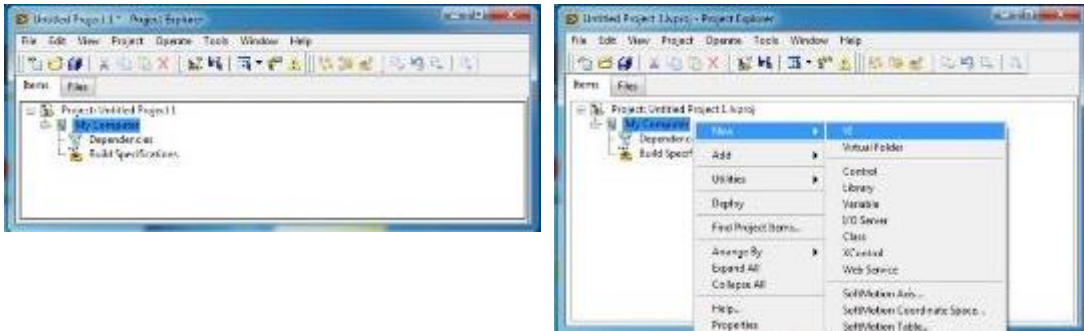 Untitled Project 1 * - Project Explorer
File Edit View Project Operate Tools Window Help
Items Files
Project: Untitled Project 1
My Computer
Dependencies
Build Specifications
Untitled Project 1.lvproj - Project Explorer
File Edit View Project Operate Tools Window Help
Items Files
Project: Untitled Project 1.lvproj
My Computer
Dependencies
Build Specif
New
Add
Utilities
Deploy
Find Project Items...
Arrange By
Expand All
Collapse All
Help...
Properties
VI
Virtual Folder
Control
Library
Variable
I/O Server
Class
XControl
Web Service
SoftMotion Axis...
SoftMotion Coordinate Space...
SoftMotion Table...